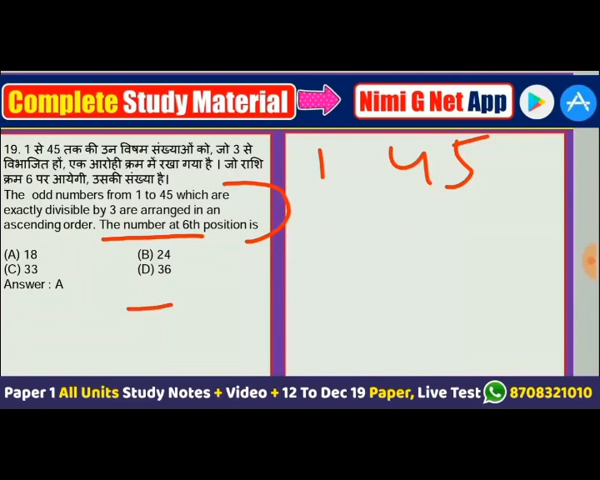 Complete Study Material
Nimi G Net App
19. 1 से 45 तक की उन विषम संख्याओं को, जो 3 से
विभाजित हों, एक आरोही क्रम में रखा गया है । जो राशि
क्रम 6 पर आयेगी, उसकी संख्या है।
The odd numbers from 1 to 45 which are
exactly divisible by 3 are arranged in an
ascending order. The number at 6th position is
(A) 18 (B) 24
(C) 33 (D) 36
Answer : A
1 45
Paper 1 All Units Study Notes + Video + 12 To Dec 19 Paper, Live Test 8708321010